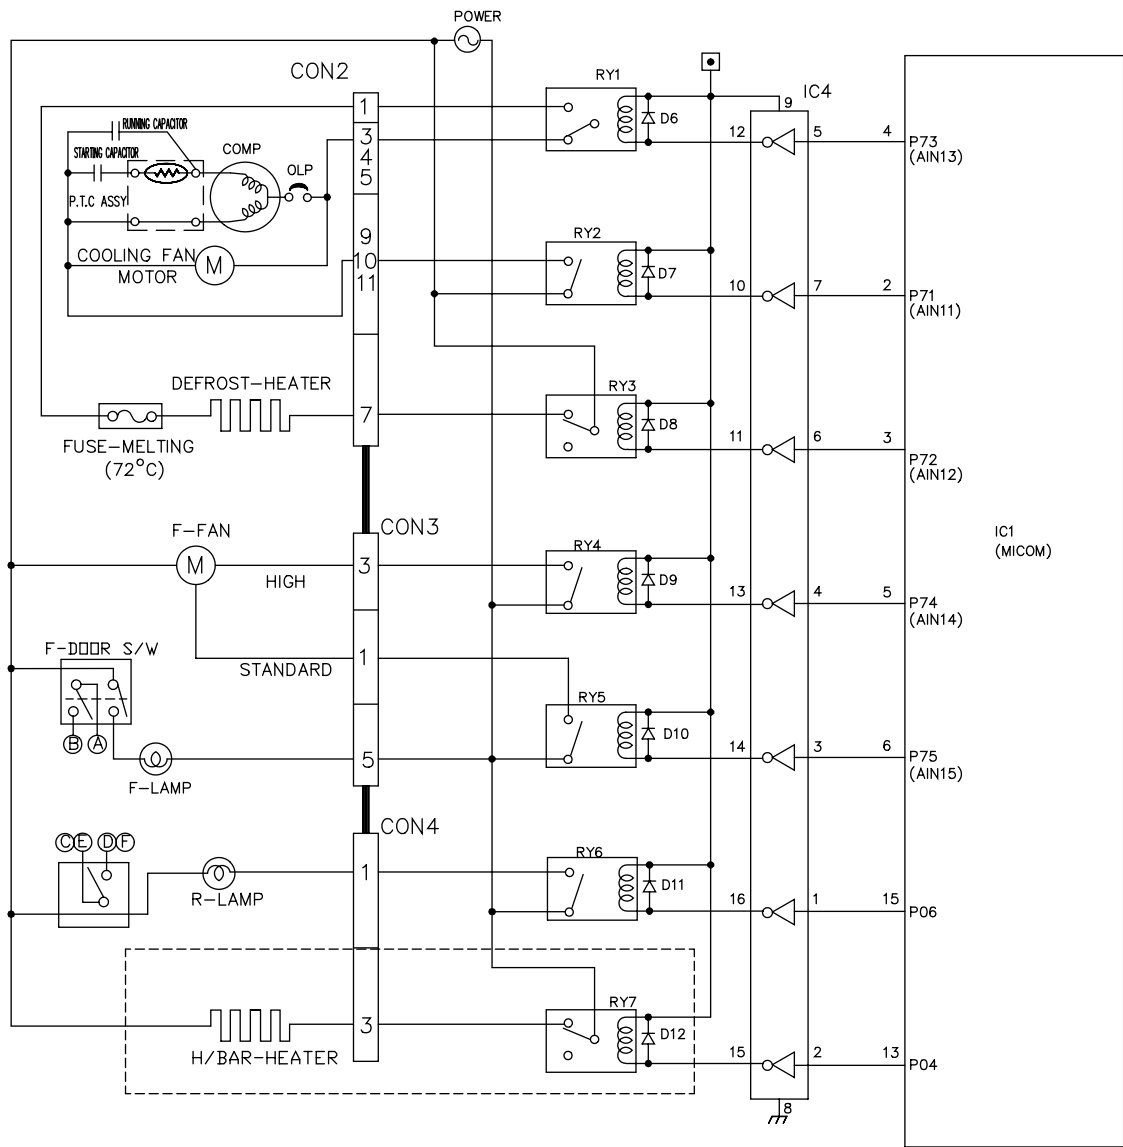 POWER
CON2
RY1
IC4
1
9
RUNNING CAPACITOR
D6
3
12
5
4
P73
(AIN13)
STARTING CAPACITOR
COMP
4
OLP
5
P.T.C ASSY
RY2
9
COOLING FAN
MOTOR
M
10
D7
11
10
7
2
P71
(AIN11)
DEFROST-HEATER
RY3
7
D8
11
6
3
P72
(AIN12)
FUSE-MELTING
(72°C)
CON3
F-FAN
IC1
(MICOM)
M
HIGH
3
RY4
D9
13
4
5
P74
(AIN14)
F-DOOR S/W
STANDARD
1
RY5
B
A
D10
14
3
6
P75
(AIN15)
5
F-LAMP
CON4
C
E
D
F
RY6
1
R-LAMP
D11
16
1
15
P06
RY7
3
D12
H/BAR-HEATER
15
2
13
P04
8